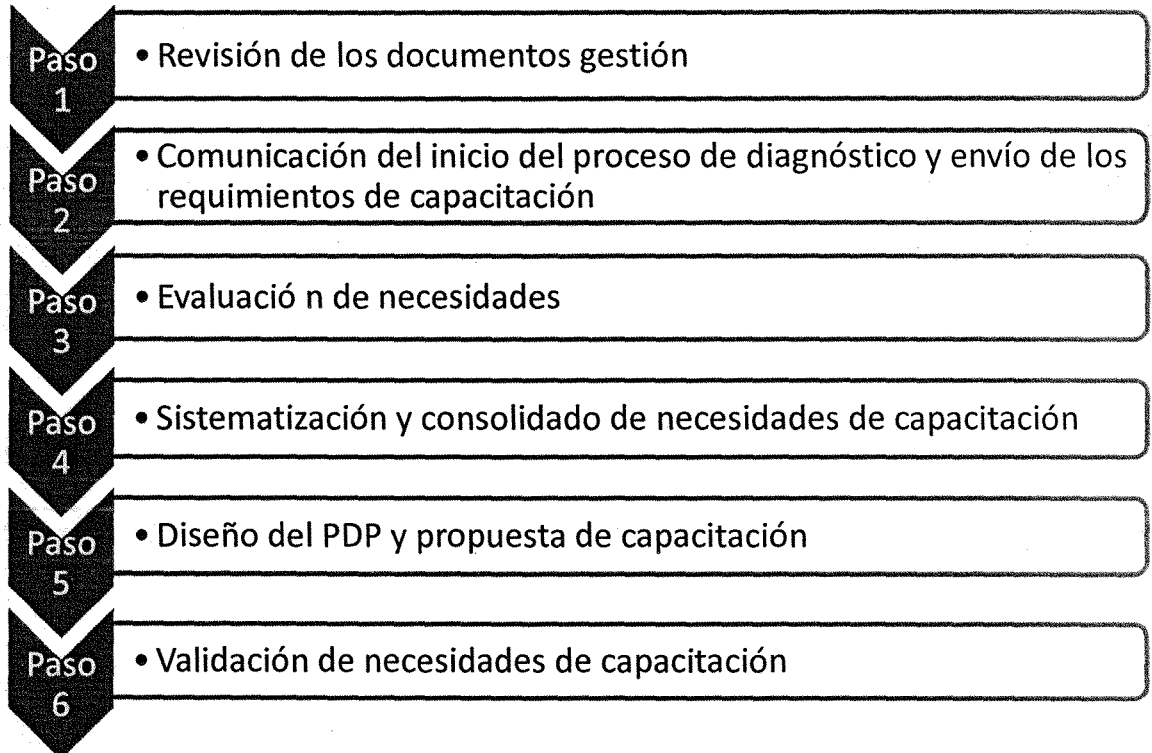 Paso
1
• Revisión de los documentos gestión
Paso
2
• Comunicación del inicio del proceso de diagnóstico y envío de los
requimientos de capacitación
Paso
3
• Evaluació n de necesidades
Paso
4
• Sistematización y consolidado de necesidades de capacitación
Paso
5
• Diseño del PDP y propuesta de capacitación
Paso
6
• Validación de necesidades de capacitación